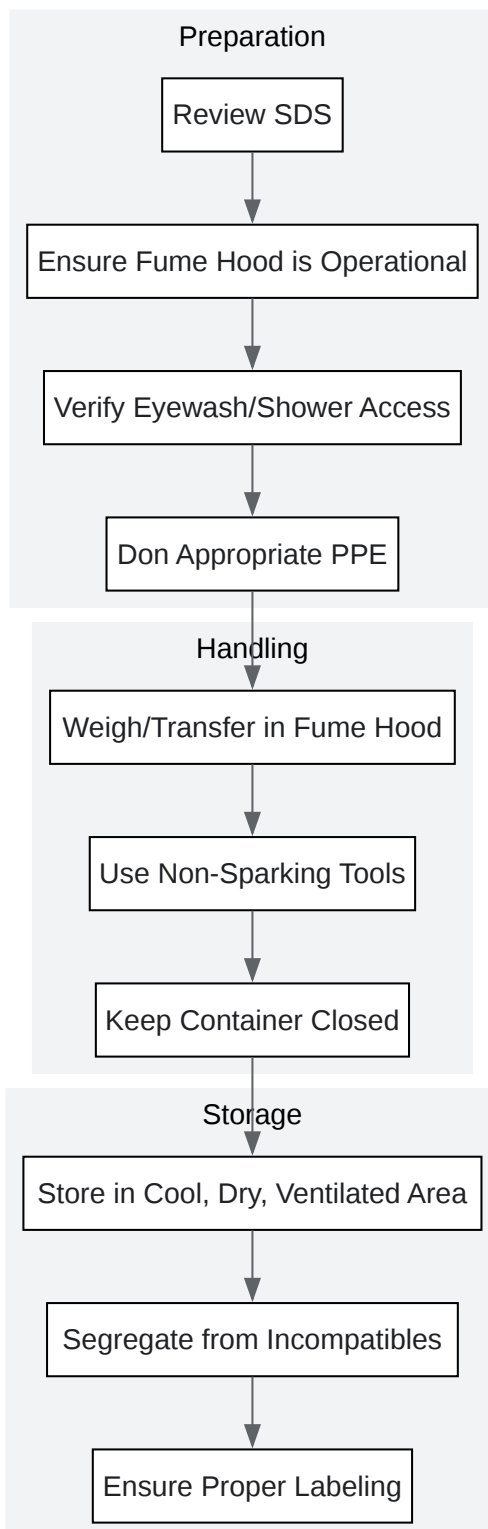 Preparation
Review SDS
Ensure Fume Hood is Operational
Verify Eyewash/Shower Access
Don Appropriate PPE
Handling
Weigh/Transfer in Fume Hood
Use Non-Sparking Tools
Keep Container Closed
Storage
Store in Cool, Dry, Ventilated Area
Segregate from Incompatibles
Ensure Proper Labeling